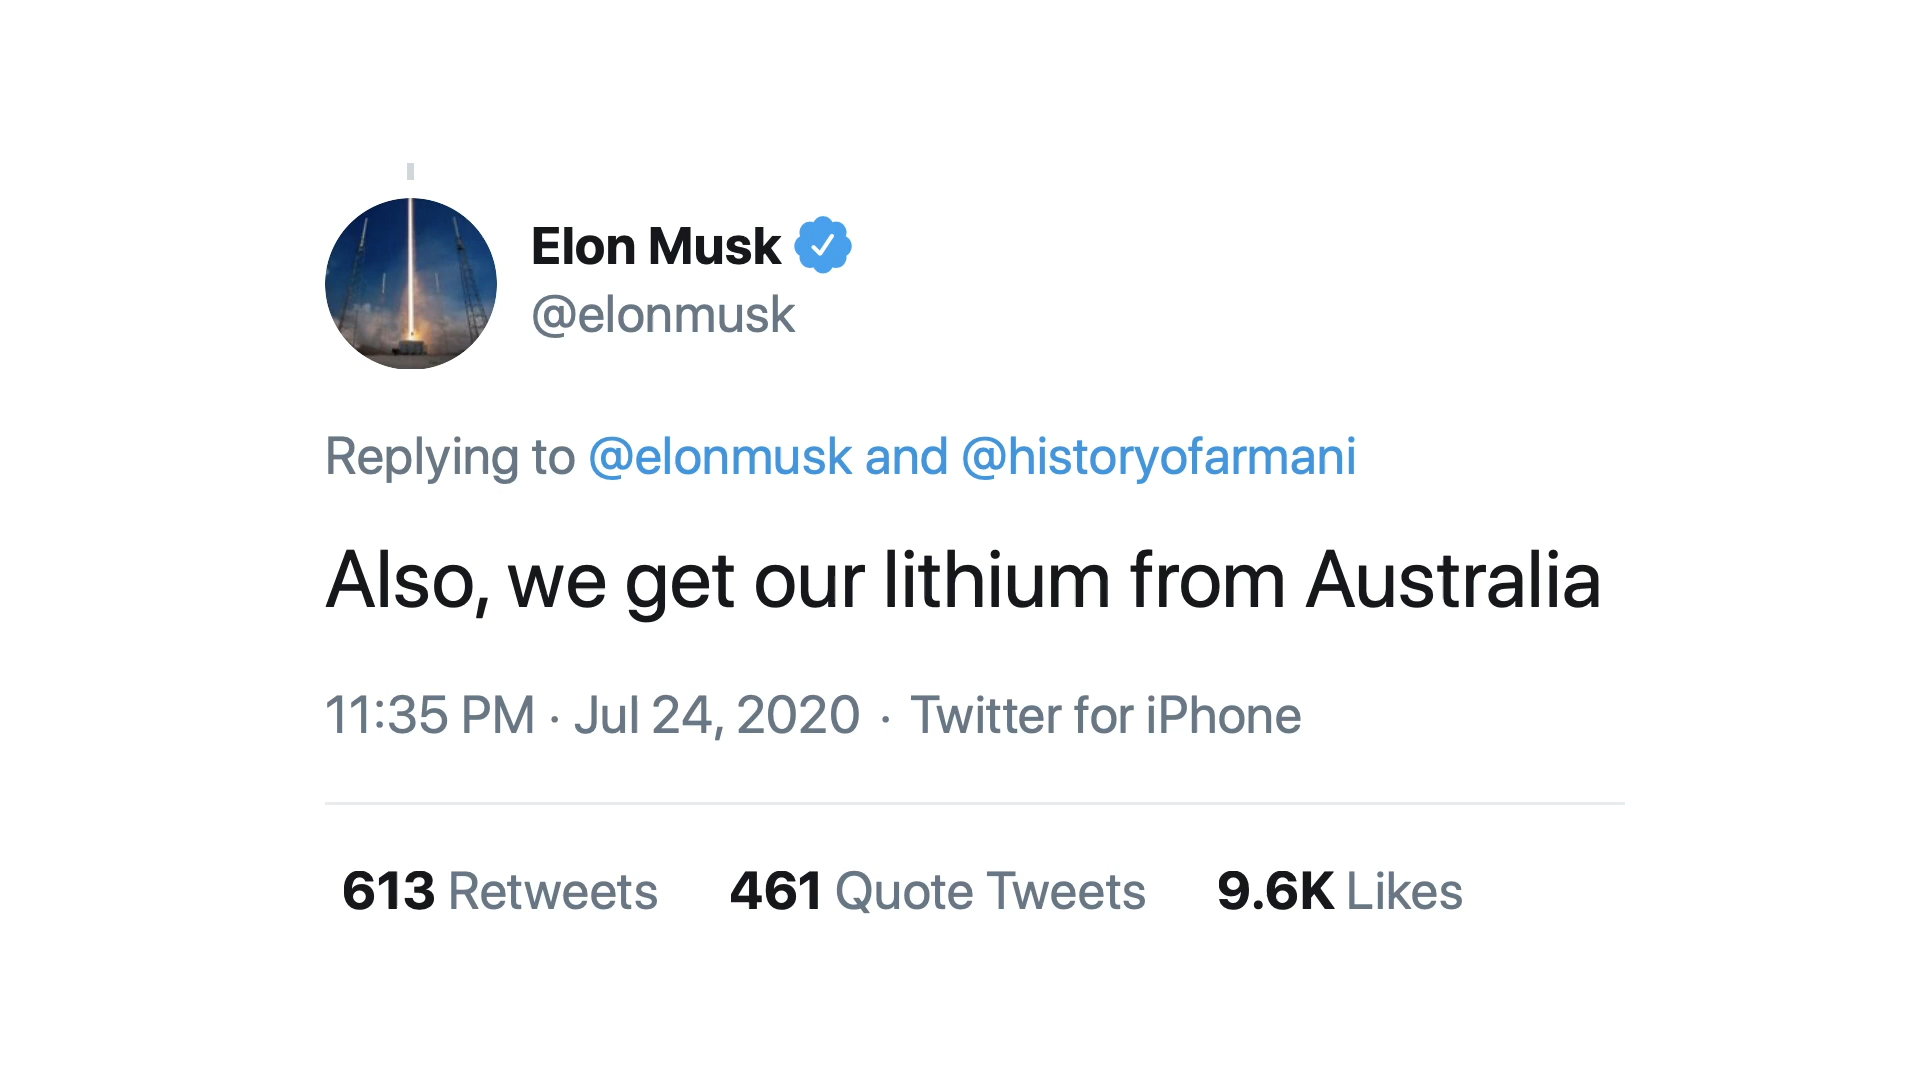 Elon Musk
@elonmusk
Replying to @elonmusk and @historyofarmani
Also, we get our lithium from Australia
11:35 PM · Jul 24, 2020 · Twitter for iPhone
613 Retweets 461 Quote Tweets 9.6K Likes